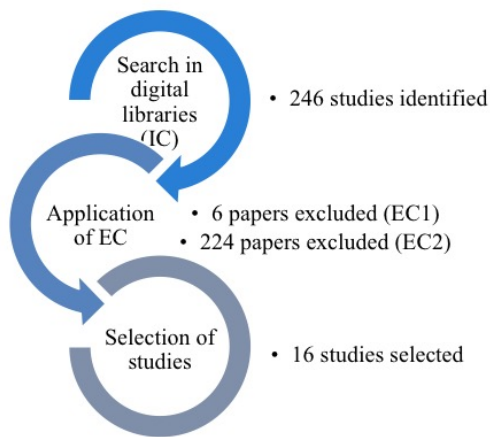 Search in
digital
libraries
(IC)
• 246 studies identified
Application
of EC
• 6 papers excluded (EC1)
• 224 papers excluded (EC2)
Selection of
studies
• 16 studies selected